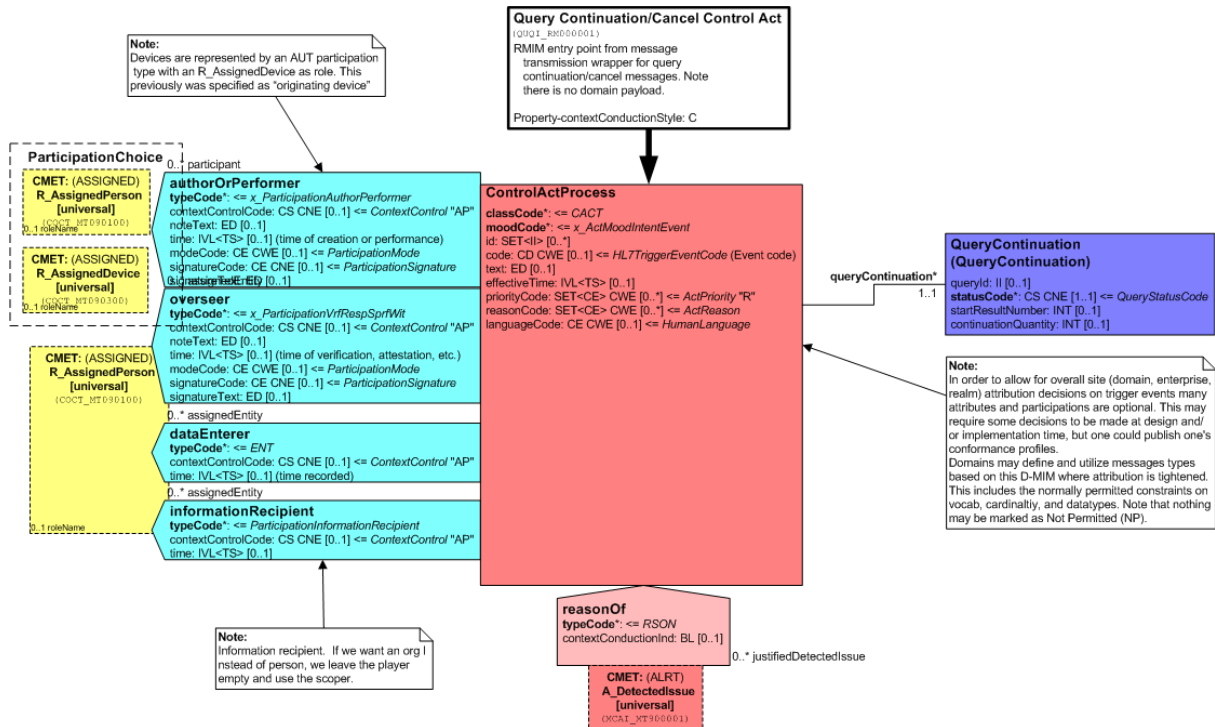 Query Continuation/Cancel Control Act
(QUQI_RM000001)
RMIM entry point from message
transmission wrapper for query
continuation/cancel messages. Note
there is no domain payload.
Property-contextConductionStyle: C
Note:
Devices are represented by an AUT participation
type with an R_AssignedDevice as role. This
previously was specified as “originating device”
ParticipationChoice
CMET: (ASSIGNED)
R_AssignedPerson
[universal]
(COCT_MT090100)
0..1 roleName
CMET: (ASSIGNED)
R_AssignedDevice
[universal]
(COCT_MT090300)
CMET: (ASSIGNED)
R_AssignedPerson
[universal]
(COCT_MT090100)
0..1 roleName
0..* participant
authorOrPerformer
typeCode*: <= x_ParticipationAuthorPerformer
contextControlCode: CS CNE [0..1] <= ContextControl "AP"
noteText: ED [0..1]
time: IVL<TS> [0..1] (time of creation or performance)
modeCode: CE CWE [0..1] <= ParticipationMode
signatureCode: CE CNE [0..1] <= ParticipationSignature
signatureText: ED [0..1]
0..* assignedEntity
overseer
typeCode*: <= x_ParticipationVrfRespSprfWit
contextControlCode: CS CNE [0..1] <= ContextControl "AP"
noteText: ED [0..1]
time: IVL<TS> [0..1] (time of verification, attestation, etc.)
modeCode: CE CWE [0..1] <= ParticipationMode
signatureCode: CE CNE [0..1] <= ParticipationSignature
signatureText: ED [0..1]
0..* assignedEntity
dataEnterer
typeCode*: <= ENT
contextControlCode: CS CNE [0..1] <= ContextControl "AP"
time: IVL<TS> [0..1] (time recorded)
0..* assignedEntity
informationRecipient
typeCode*: <= ParticipationInformationRecipient
contextControlCode: CS CNE [0..1] <= ContextControl "AP"
time: IVL<TS> [0..1]
ControlActProcess
classCode*: <= CACT
moodCode*: <= x_ActMoodIntentEvent
id: SET<II> [0..*]
code: CD CWE [0..1] <= HL7TriggerEventCode (Event code)
text: ED [0..1]
effectiveTime: IVL<TS> [0..1]
priorityCode: SET<CE> CWE [0..*] <= ActPriority "R"
reasonCode: SET<CE> CWE [0..*] <= ActReason
languageCode: CE CWE [0..1] <= HumanLanguage
queryContinuation*
1..1
QueryContinuation
(QueryContinuation)
queryId: II [0..1]
statusCode*: CS CNE [1..1] <= QueryStatusCode
startResultNumber: INT [0..1]
continuationQuantity: INT [0..1]
Note:
In order to allow for overall site (domain, enterprise,
realm) attribution decisions on trigger events many
attributes and participations are optional. This may
require some decisions to be made at design and/
or implementation time, but one could publish one's
conformance profiles.
Domains may define and utilize messages types
based on this D-MIM where attribution is tightened.
This includes the normally permitted constraints on
vocab, cardinaltiy, and datatypes. Note that nothing
may be marked as Not Permitted (NP).
Note:
Information recipient. If we want an org I
nstead of person, we leave the player
empty and use the scoper.
reasonOf
typeCode*: <= RSON
contextConductionInd: BL [0..1]
0..* justifiedDetectedIssue
CMET: (ALRT)
A_DetectedIssue
[universal]
(XCAI_XT900001)